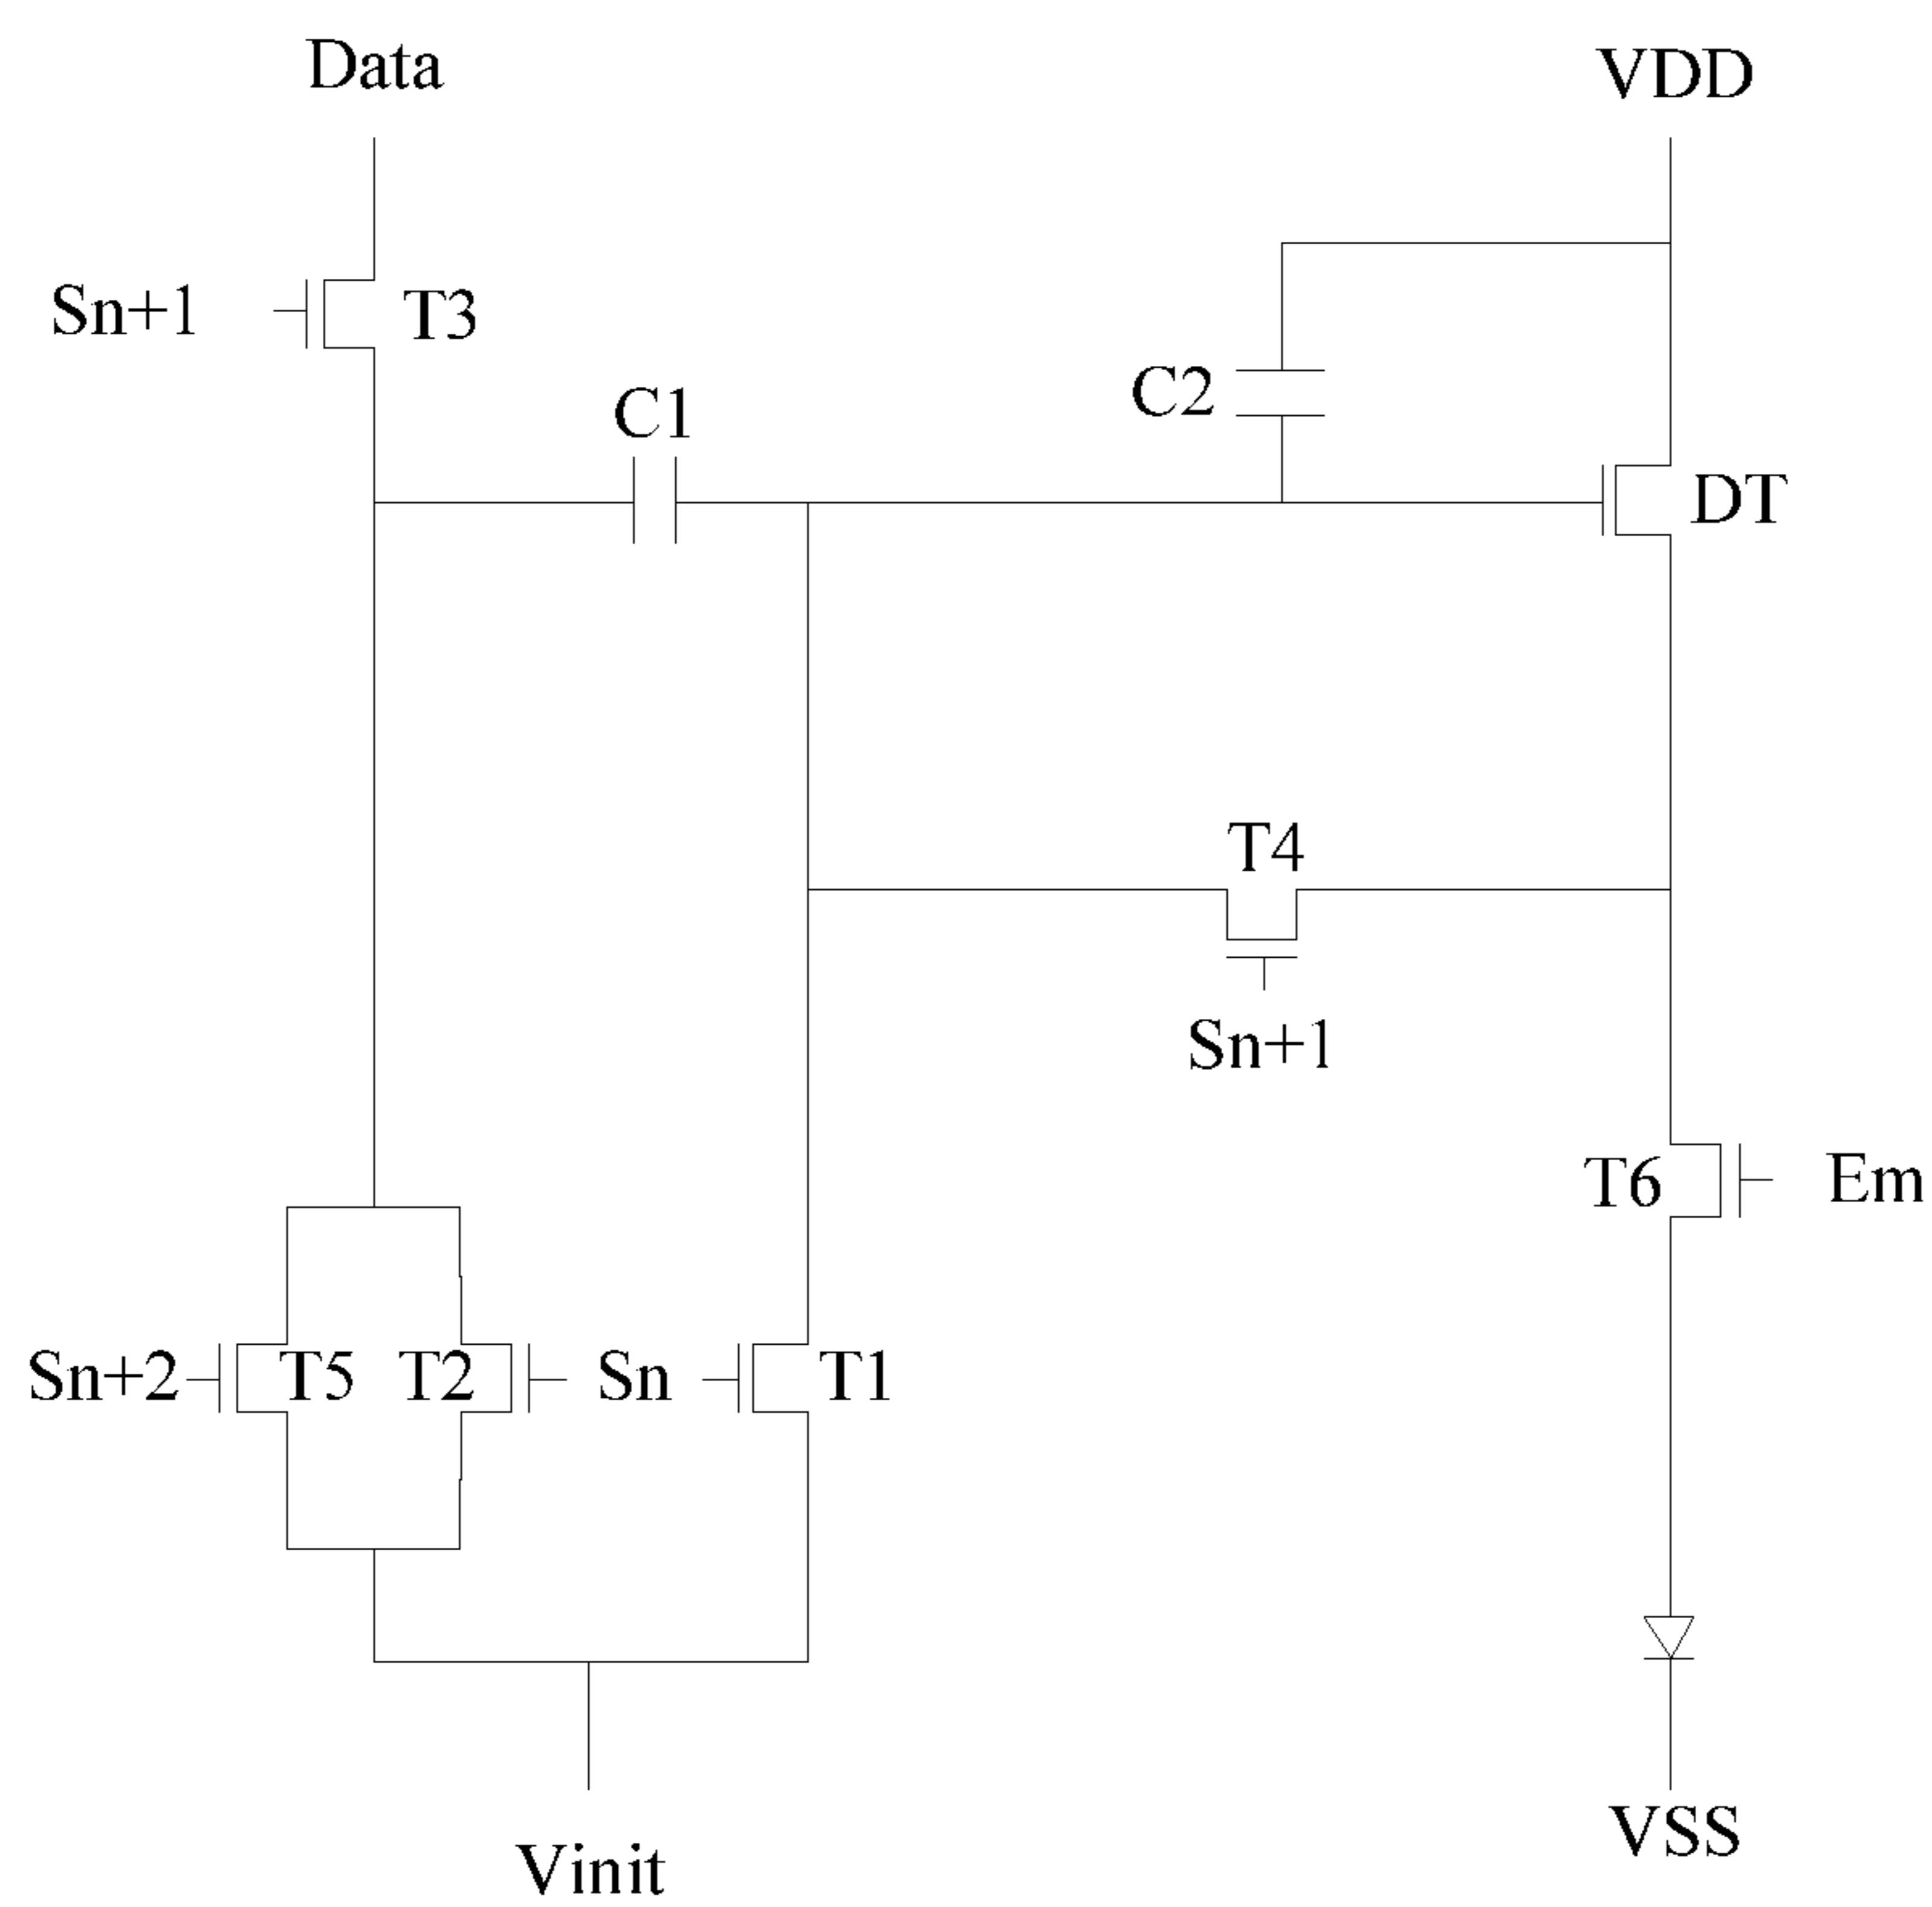 Data
VDD
Sn+1
T3
C1
C2
DT
T4
Sn+1
T6
Em
Sn+2
T5
T2
Sn
T1
VSS
Vinit